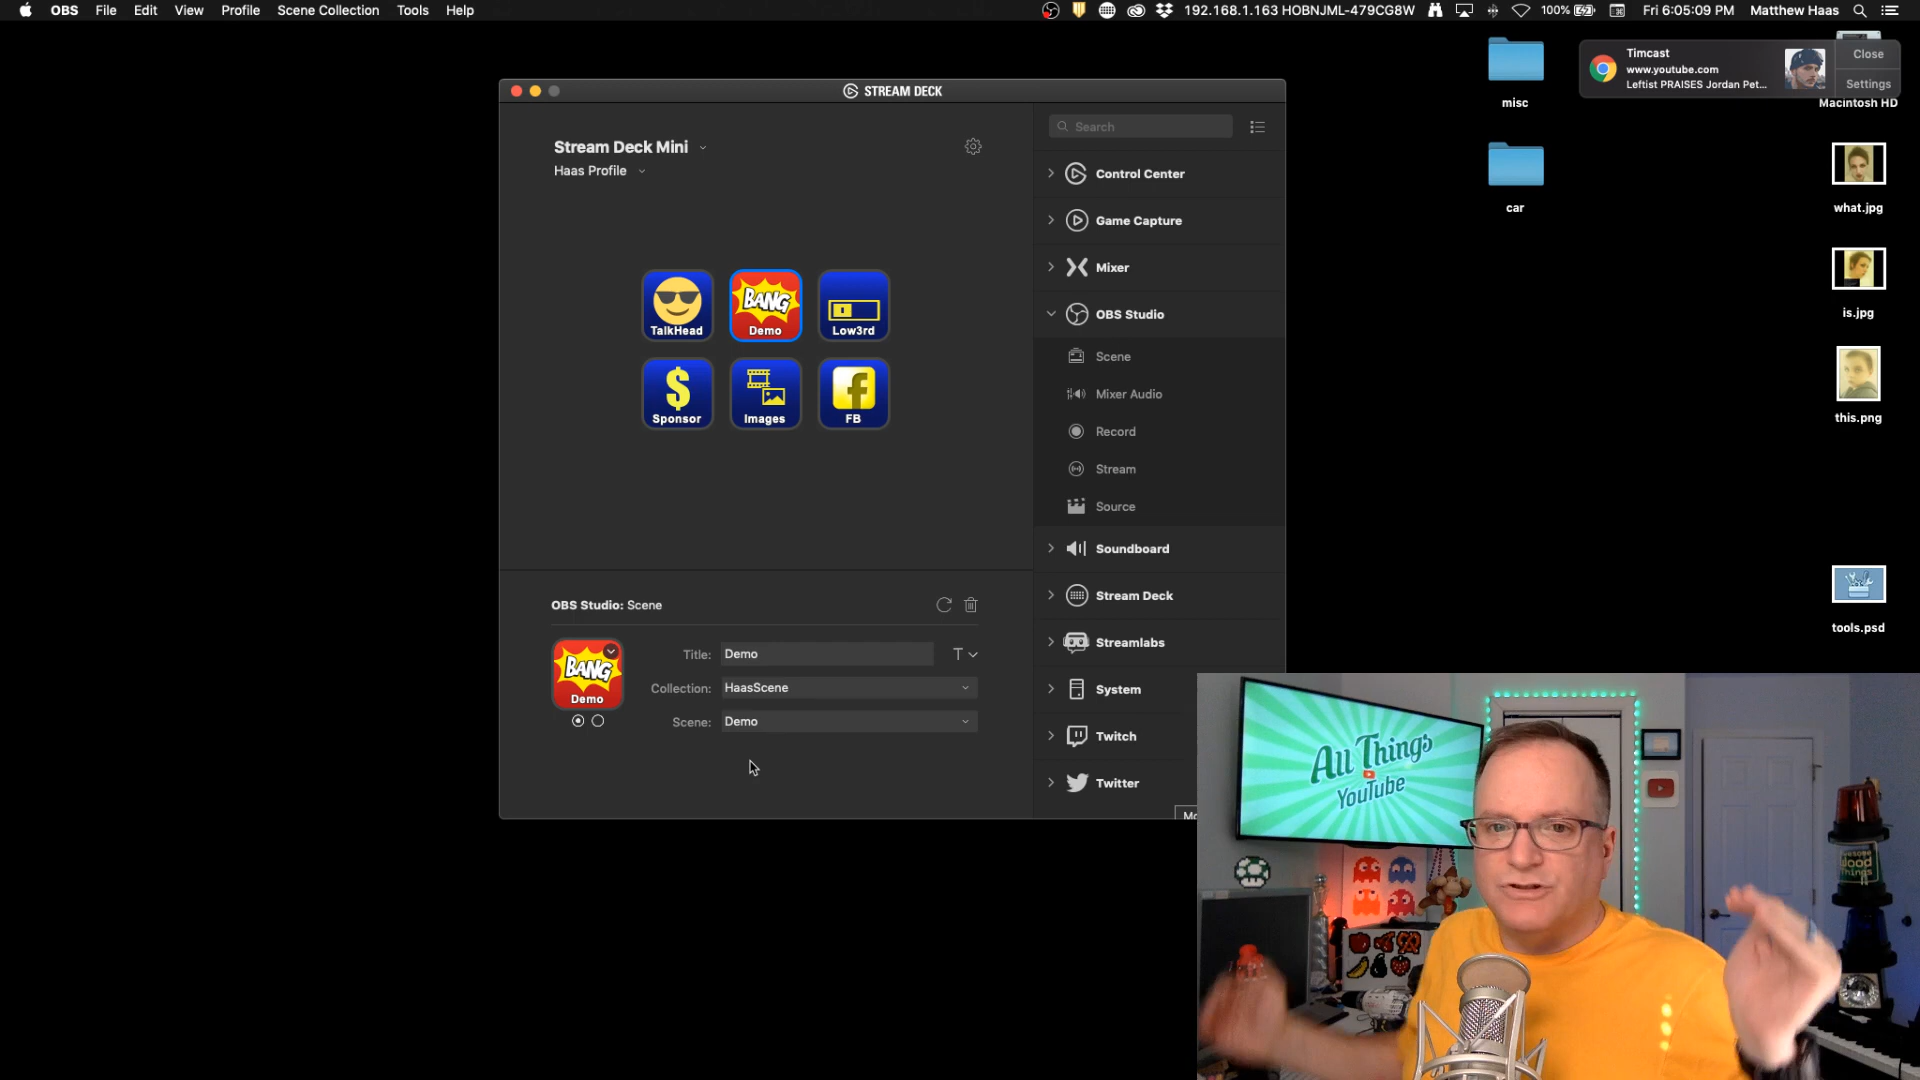 OBS File Edit View Profile Scene Collection Tools Help
192.168.1.163 HOBNJML-479CG8W 100% Fri 6:05:09 PM Matthew Haas
misc
car
Timcast
www.youtube.com
Leftist PRAISES Jordan Pet...
Close
Settings
Macintosh HD
what.jpg
is.jpg
this.png
tools.psd
STREAM DECK
Stream Deck Mini
Haas Profile
TalkHead
BANG
Demo
Low3rd
$
Sponsor
Images
f
FB
Search
Control Center
Game Capture
Mixer
OBS Studio
Scene
Mixer Audio
Record
Stream
Source
Soundboard
Stream Deck
Streamlabs
System
Twitch
Twitter
Mo
OBS Studio: Scene
BANG
Demo
Title: Demo
T
Collection: HaasScene
Scene: Demo
All Things
YouTube